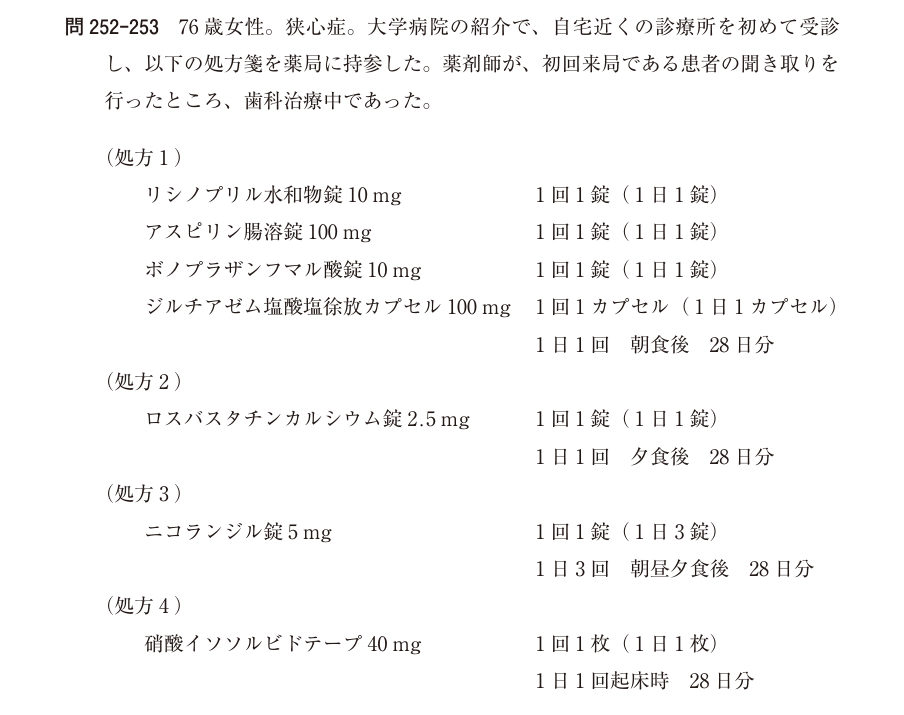 問 252-253　76 歳女性。狭心症。大学病院の紹介で、自宅近くの診療所を初めて受診
し、以下の処方箋を薬局に持参した。薬剤師が、初回来局である患者の聞き取りを
行ったところ、歯科治療中であった。
（処方 1 ）
リシノプリル水和物錠 10 mg　1 回 1 錠（ 1 日 1 錠）
アスピリン腸溶錠 100 mg　1 回 1 錠（ 1 日 1 錠）
ボノプラザンフマル酸錠 10 mg　1 回 1 錠（ 1 日 1 錠）
ジルチアゼム塩酸塩徐放カプセル 100 mg　1 回 1 カプセル（ 1 日 1 カプセル）
1 日 1 回　朝食後　28 日分
（処方 2 ）
ロスバスタチンカルシウム錠 2.5 mg　1 回 1 錠（ 1 日 1 錠）
1 日 1 回　夕食後　28 日分
（処方 3 ）
ニコランジル錠 5 mg　1 回 1 錠（ 1 日 3 錠）
1 日 3 回　朝昼夕食後　28 日分
（処方 4 ）
硝酸イソソルビドテープ 40 mg　1 回 1 枚（ 1 日 1 枚）
1 日 1 回起床時　28 日分